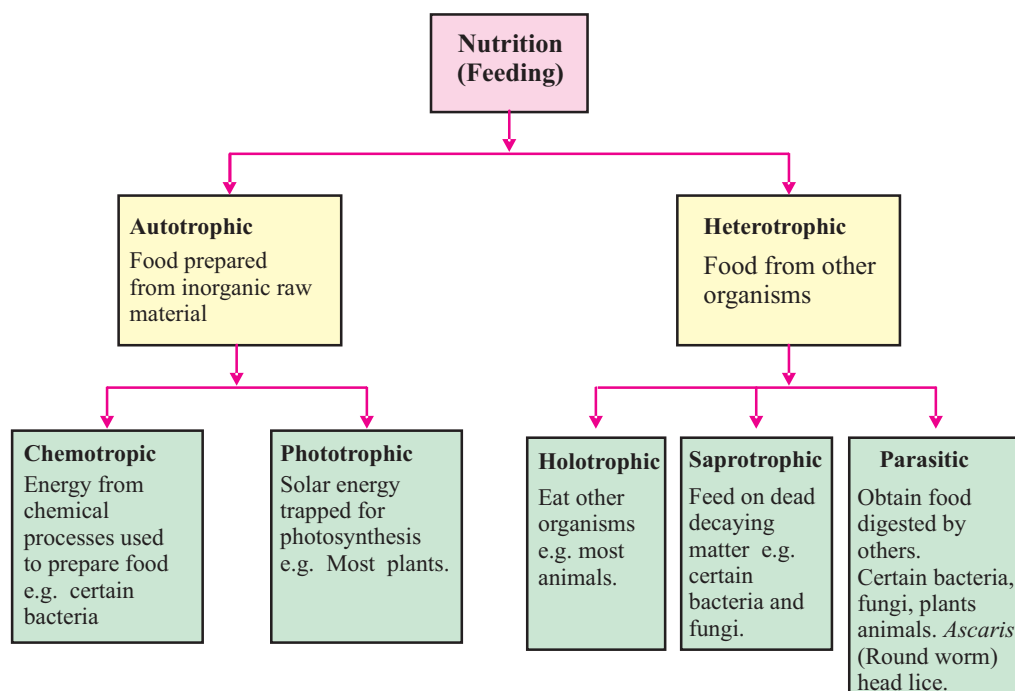 Nutrition
(Feeding)
Autotrophic
Food prepared
from inorganic raw
material
Heterotrophic
Food from other
organisms
Chemotropic
Energy from
chemical
processes used
to prepare food
e.g. certain
bacteria
Phototrophic
Solar energy
trapped for
photosynthesis
e.g. Most plants.
Holotrophic
Eat other
organisms
e.g. most
animals.
Saprotrophic
Feed on dead
decaying
matter e.g.
certain
bacteria and
fungi.
Parasitic
Obtain food
digested by
others.
Certain bacteria,
fungi, plants
animals. Ascaris
(Round worm)
head lice.